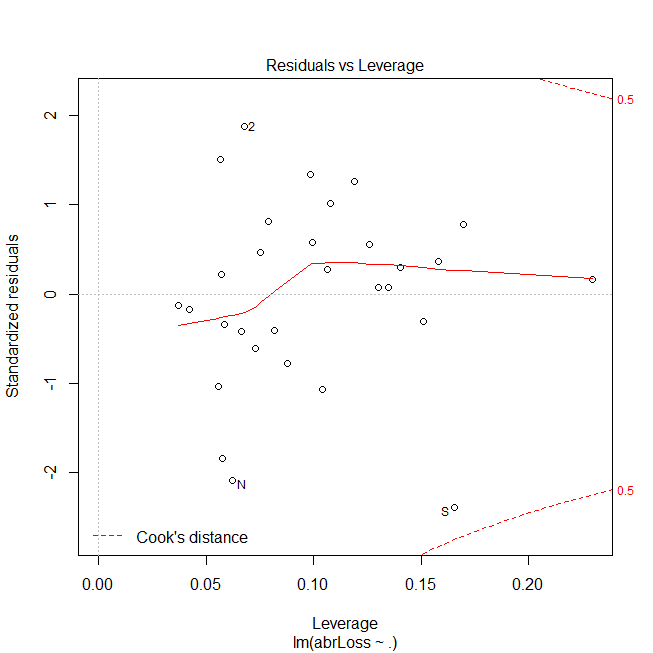 Residuals vs Leverage
2
1
0
-1
-2
Standardized residuals
2
N
S
0.5
0.5
Cook's distance
0.00
0.05
0.10
0.15
0.20
Leverage
lm(abrLoss ~ .)